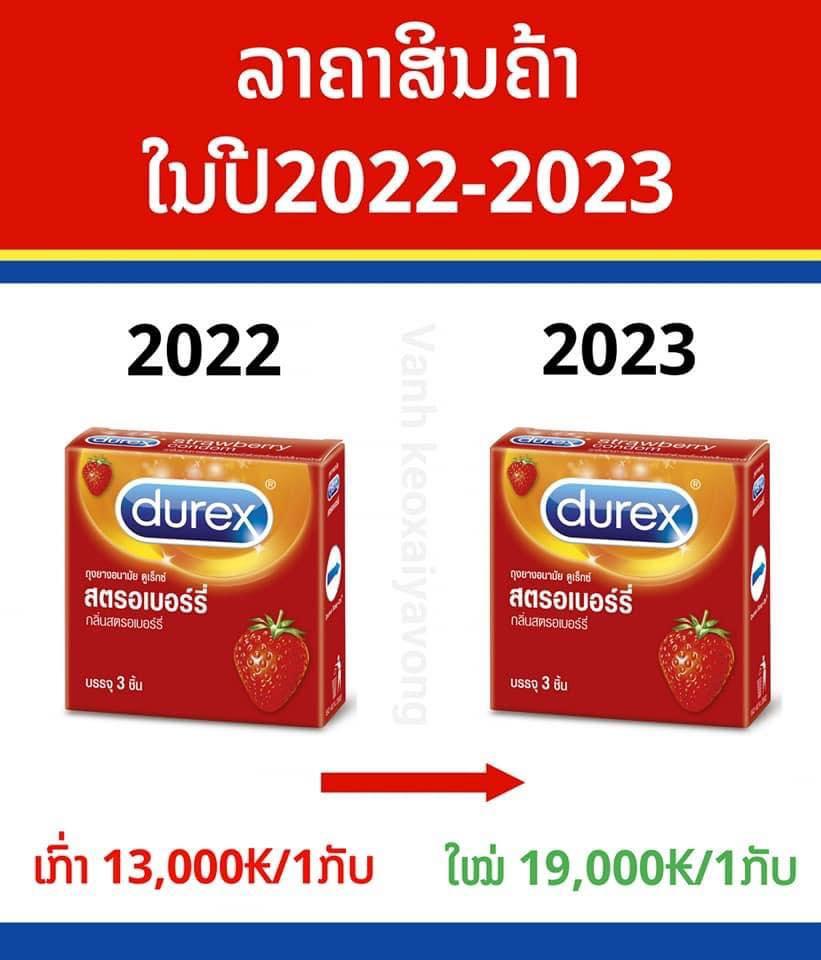 ລາຄາສິນຄ້າ
ໃນປີ2022-2023
2022
2023
Vanh keoxaiyavong
durex
strawberry
condom
durex®
ถุงยางอนามัย ดูเร็กซ์
สตรอเบอร์รี่
กลิ่นสตรอเบอร์รี่
บรรจุ 3 ชิ้น
durex
strawberry
condom
durex®
ถุงยางอนามัย ดูเร็กซ์
สตรอเบอร์รี่
กลิ่นสตรอเบอร์รี่
บรรจุ 3 ชิ้น
ເກົ່າ 13,000₭/1ກັບ
ໃໝ່ 19,000₭/1ກັບ